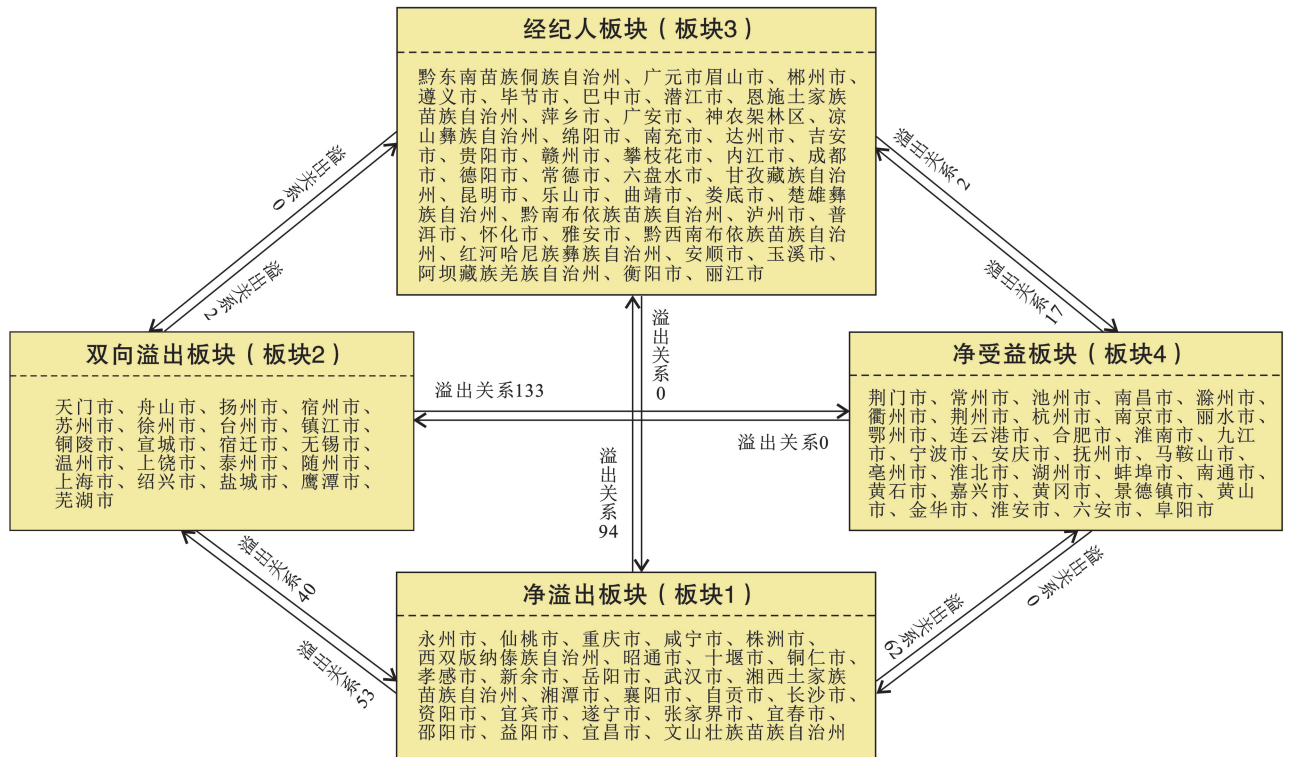 经纪人板块（板块3）
黔东南苗族侗族自治州、广元市眉山市、郴州市、
遵义市、毕节市、巴中市、潜江市、恩施土家族
苗族自治州、萍乡市、广安市、神农架林区、凉
山彝族自治州、绵阳市、南充市、达州市、吉安
市、贵阳市、赣州市、攀枝花市、内江市、成都
市、德阳市、常德市、六盘水市、甘孜藏族自治
州、昆明市、乐山市、曲靖市、娄底市、楚雄彝
族自治州、黔南布依族苗族自治州、泸州市、普
洱市、怀化市、雅安市、黔西南布依族苗族自治
州、红河哈尼族彝族自治州、安顺市、玉溪市、
阿坝藏族羌族自治州、衡阳市、丽江市
溢出关系0
溢出关系2
溢出关系2
溢出关系17
双向溢出板块（板块2）
天门市、舟山市、扬州市、宿州市、
苏州市、徐州市、台州市、镇江市、
铜陵市、宣城市、宿迁市、无锡市、
温州市、上饶市、泰州市、随州市、
上海市、绍兴市、盐城市、鹰潭市、
芜湖市
溢出关系133
溢出关系0
溢出关系0
溢出关系94
净受益板块（板块4）
荆门市、常州市、池州市、南昌市、滁州市、
衢州市、荆州市、杭州市、南京市、丽水市、
鄂州市、连云港市、合肥市、淮南市、九江
市、宁波市、安庆市、抚州市、马鞍山市、
亳州市、淮北市、湖州市、蚌埠市、南通市、
黄石市、嘉兴市、黄冈市、景德镇市、黄山
市、金华市、淮安市、六安市、阜阳市
溢出关系40
溢出关系53
溢出关系62
溢出关系0
净溢出板块（板块1）
永州市、仙桃市、重庆市、咸宁市、株洲市、
西双版纳傣族自治州、昭通市、十堰市、铜仁市、
孝感市、新余市、岳阳市、武汉市、湘西土家族
苗族自治州、湘潭市、襄阳市、自贡市、长沙市、
资阳市、宜宾市、遂宁市、张家界市、宜春市、
邵阳市、益阳市、宜昌市、文山壮族苗族自治州